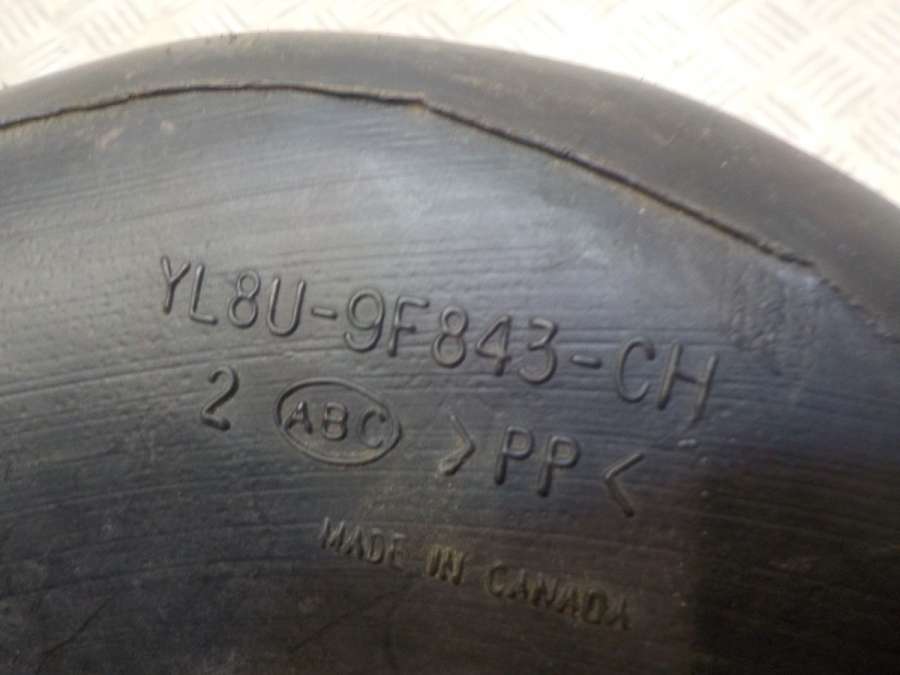 YL8U-9F843-CH
2 ABC >PP<
MADE IN CANADA